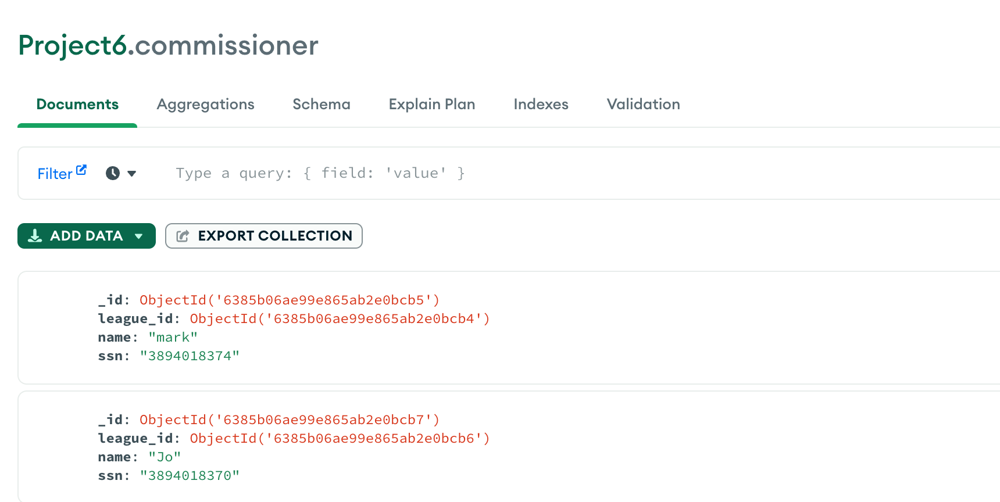 Project6.commissioner
Documents Aggregations Schema Explain Plan Indexes Validation
Filter Type a query: { field: 'value' }
ADD DATA EXPORT COLLECTION
_id: ObjectId('6385b06ae99e865ab2e0bcb5')
league_id: ObjectId('6385b06ae99e865ab2e0bcb4')
name: "mark"
ssn: "3894018374"
_id: ObjectId('6385b06ae99e865ab2e0bcb7')
league_id: ObjectId('6385b06ae99e865ab2e0bcb6')
name: "Jo"
ssn: "3894018370"